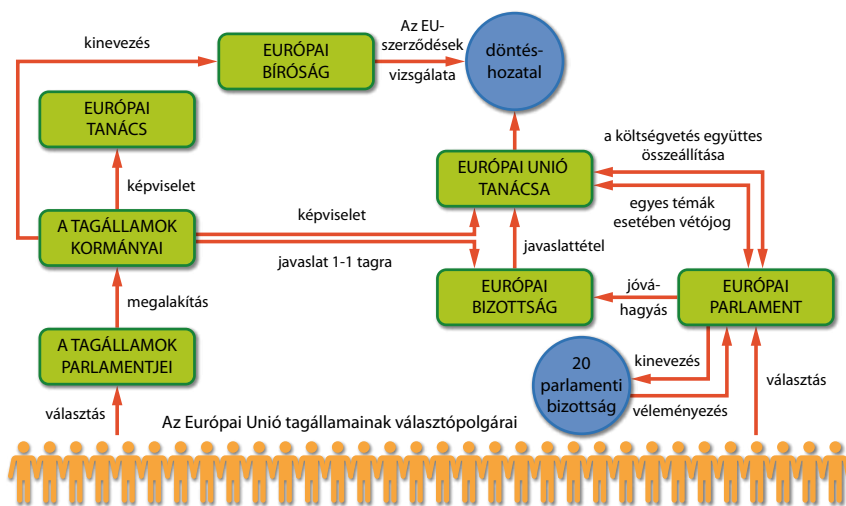 kinevezés
EURÓPAI
BÍRÓSÁG
Az EU-
szerződések
vizsgálata
döntés-
hozatal
EURÓPAI
TANÁCS
képviselet
EURÓPAI UNIÓ
TANÁCSA
a költségvetés együttes
összeállítása
egyes témák
esetében vétójog
A TAGÁLLAMOK
KORMÁNYAI
képviselet
javaslat 1-1 tagra
javaslattétel
megalakítás
EURÓPAI
BIZOTTSÁG
jóvá-
hagyás
EURÓPAI
PARLAMENT
A TAGÁLLAMOK
PARLAMENTJEI
20
parlamenti
bizottság
kinevezés
véleményezés
választás
választás
Az Európai Unió tagállamainak választópolgárai